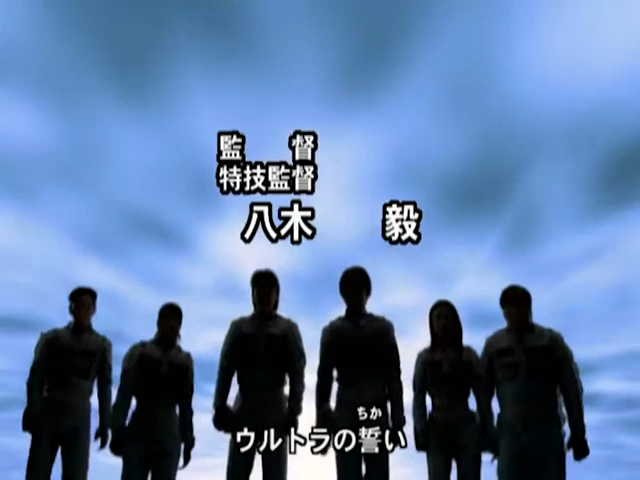 監　督
特技監督
八木　毅
ちか
ウルトラの誓い